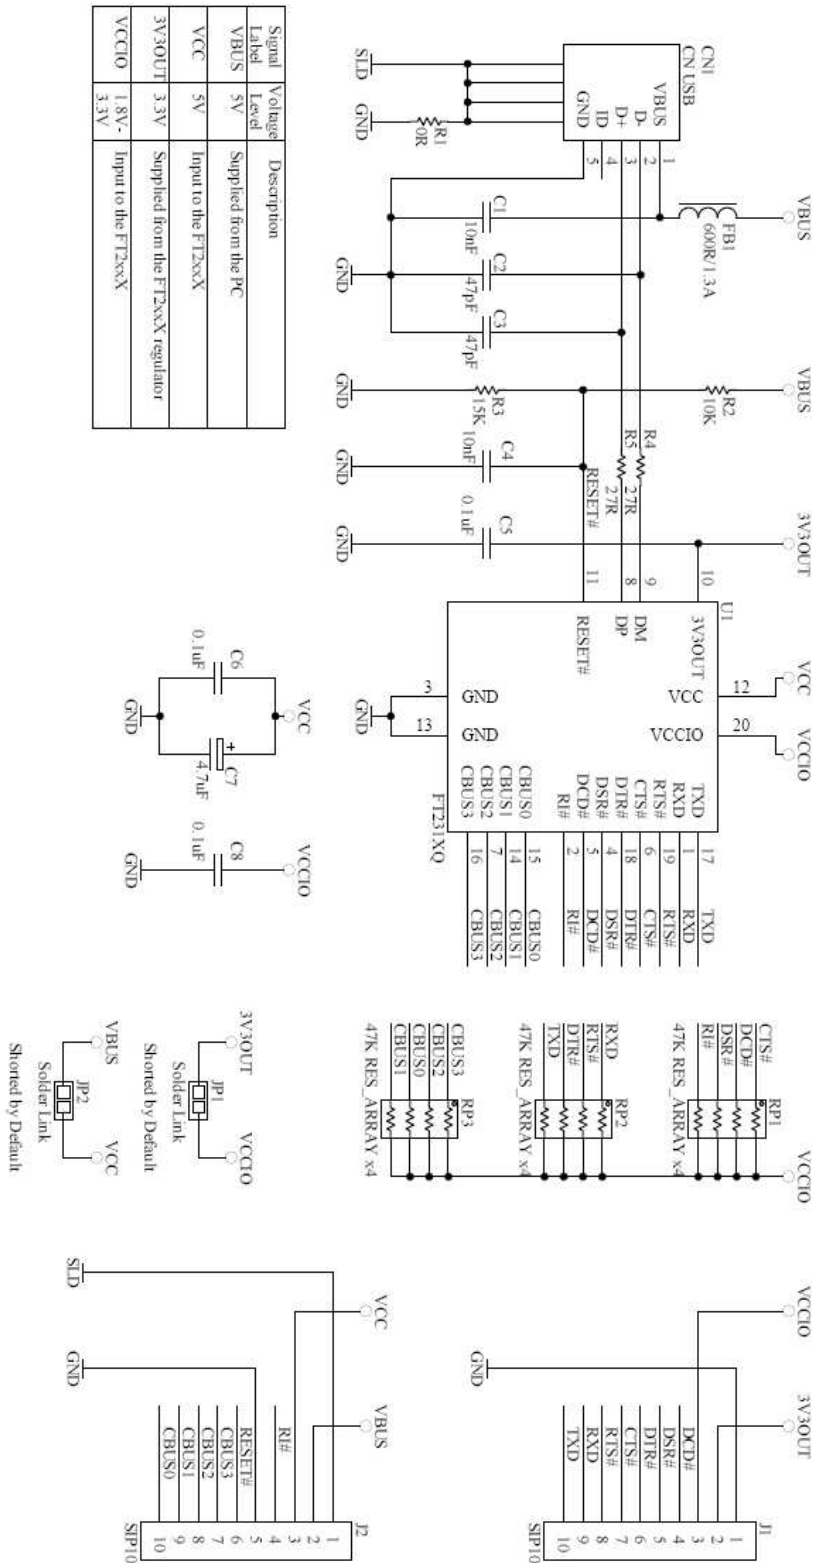 CN1
CN USB
VBUS
D-
D+
ID
GND
1
2
3
4
5
SLD
GND
R1
0R
VBUS
FB1
600R/1.3A
C1
10nF
C2
47pF
C3
47pF
GND
VBUS
R2
10K
R3
15K
GND
R4
27R
R5
27R
RESET#
C4
10nF
GND
3V3OUT
C5
0.1uF
GND
10
9
8
11
U1
3V3OUT
DM
DP
RESET#
VCC
VCCIO
GND
GND
TXD
RXD
RTS#
CTS#
DTR#
DSR#
DCD#
RI#
CBUS0
CBUS1
CBUS2
CBUS3
FT231XQ
VCC
12
VCCIO
20
3
13
GND
17
1
19
6
18
4
5
2
15
14
7
16
TXD
RXD
RTS#
CTS#
DTR#
DSR#
DCD#
RI#
CBUS0
CBUS1
CBUS2
CBUS3
VCCIO
CTS#
DCD#
DSR#
RI#
RP1
47K RES_ARRAY x4
RXD
RTS#
DTR#
TXD
RP2
47K RES_ARRAY x4
CBUS3
CBUS2
CBUS0
CBUS1
RP3
47K RES_ARRAY x4
VCCIO
3V3OUT
GND
DCD#
DSR#
DTR#
CTS#
RTS#
RXD
TXD
J1
1
2
3
4
5
6
7
8
9
10
SIP10
Signal Label Voltage Level Description
VBUS 5V Supplied from the PC
VCC 5V Input to the FT2xxX
3V3OUT 3.3V Supplied from the FT2xxX regulator
VCCIO 1.8V-3.3V Input to the FT2xxX
VCC
C6
0.1uF
+
C7
4.7uF
GND
VCCIO
C8
0.1uF
GND
3V3OUT
JP1
VCCIO
Solder Link
Shorted by Default
VBUS
JP2
VCC
Solder Link
Shorted by Default
VCC
VBUS
SLD
GND
RI#
RESET#
CBUS3
CBUS2
CBUS1
CBUS0
J2
1
2
3
4
5
6
7
8
9
10
SIP10